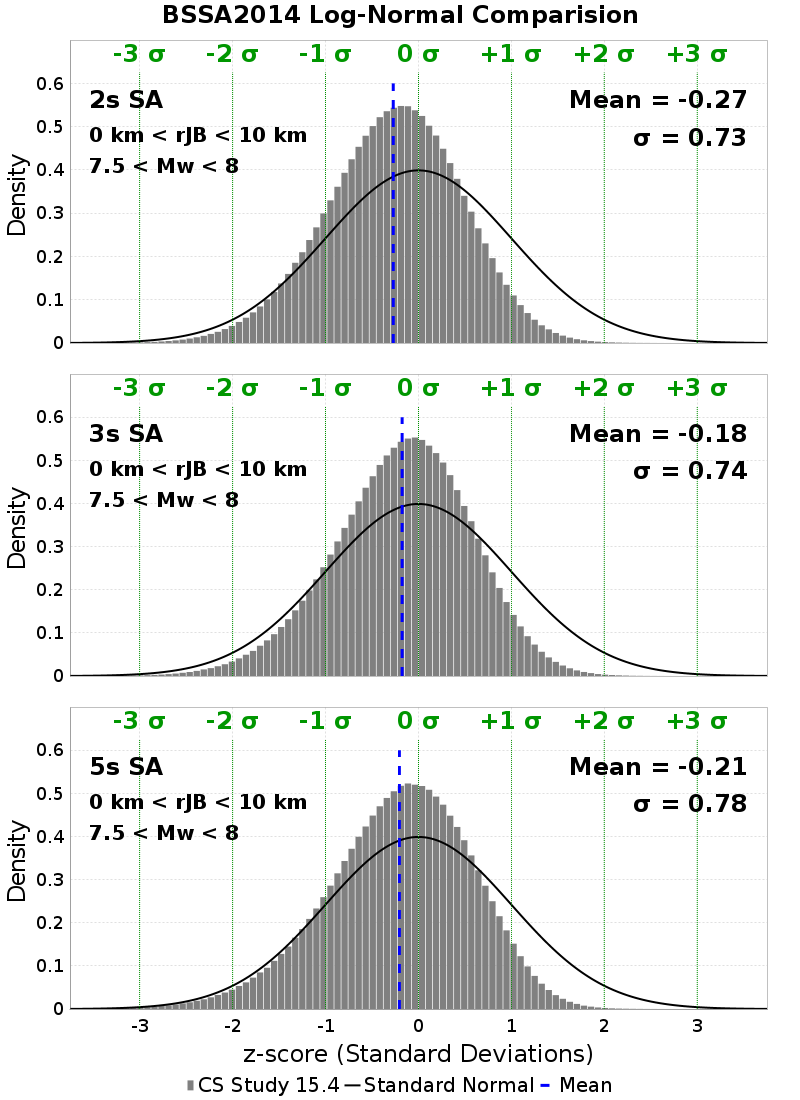 BSSA2014 Log-Normal Comparision
-3 σ -2 σ -1 σ 0 σ +1 σ +2 σ +3 σ
0.6
2s SA Mean = -0.27
0.5
0 km < rJB < 10 km σ = 0.73
0.4
7.5 < Mw < 8
0.3
0.2
0.1
0
Density
-3 σ -2 σ -1 σ 0 σ +1 σ +2 σ +3 σ
0.6
3s SA Mean = -0.18
0.5
0 km < rJB < 10 km σ = 0.74
0.4
7.5 < Mw < 8
0.3
0.2
0.1
0
Density
-3 σ -2 σ -1 σ 0 σ +1 σ +2 σ +3 σ
0.6
5s SA Mean = -0.21
0.5
0 km < rJB < 10 km σ = 0.78
0.4
7.5 < Mw < 8
0.3
0.2
0.1
0
Density
-3 -2 -1 0 1 2 3
z-score (Standard Deviations)
CS Study 15.4 Standard Normal Mean